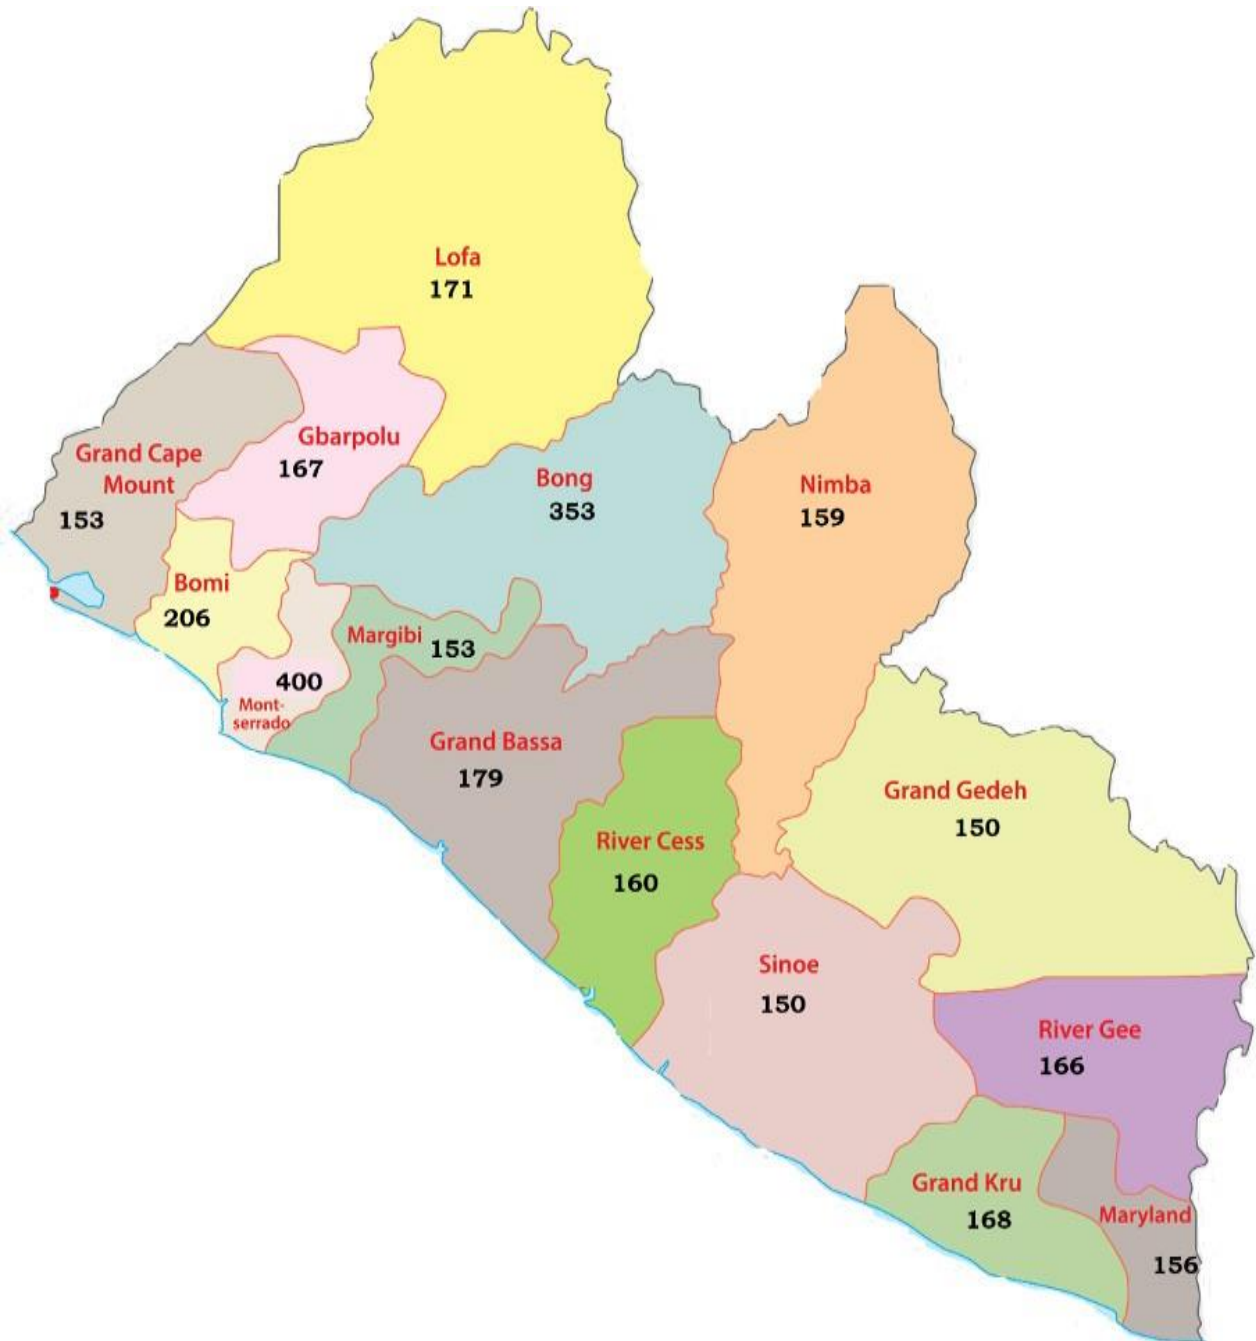 Lofa
171
Grand Cape
Mount
153
Gbarpolu
167
Bong
353
Nimba
159
Bomi
206
Margibi 153
400
Mont-
serrado
Grand Bassa
179
River Cess
160
Grand Gedeh
150
Sinoe
150
River Gee
166
Grand Kru
168
Maryland
156